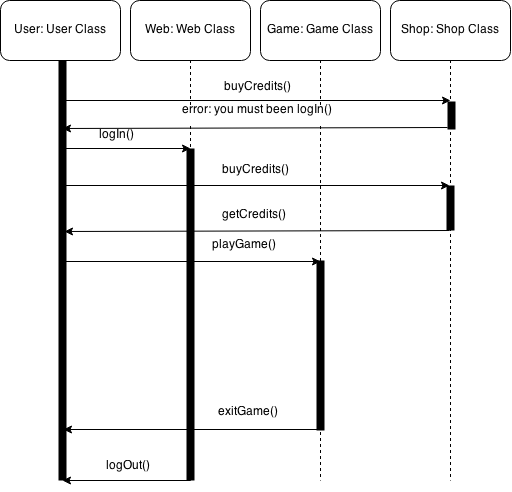 User: User Class
Web: Web Class
Game: Game Class
Shop: Shop Class
buyCredits()
error: you must been logIn()
logIn()
buyCredits()
getCredits()
playGame()
exitGame()
logOut()